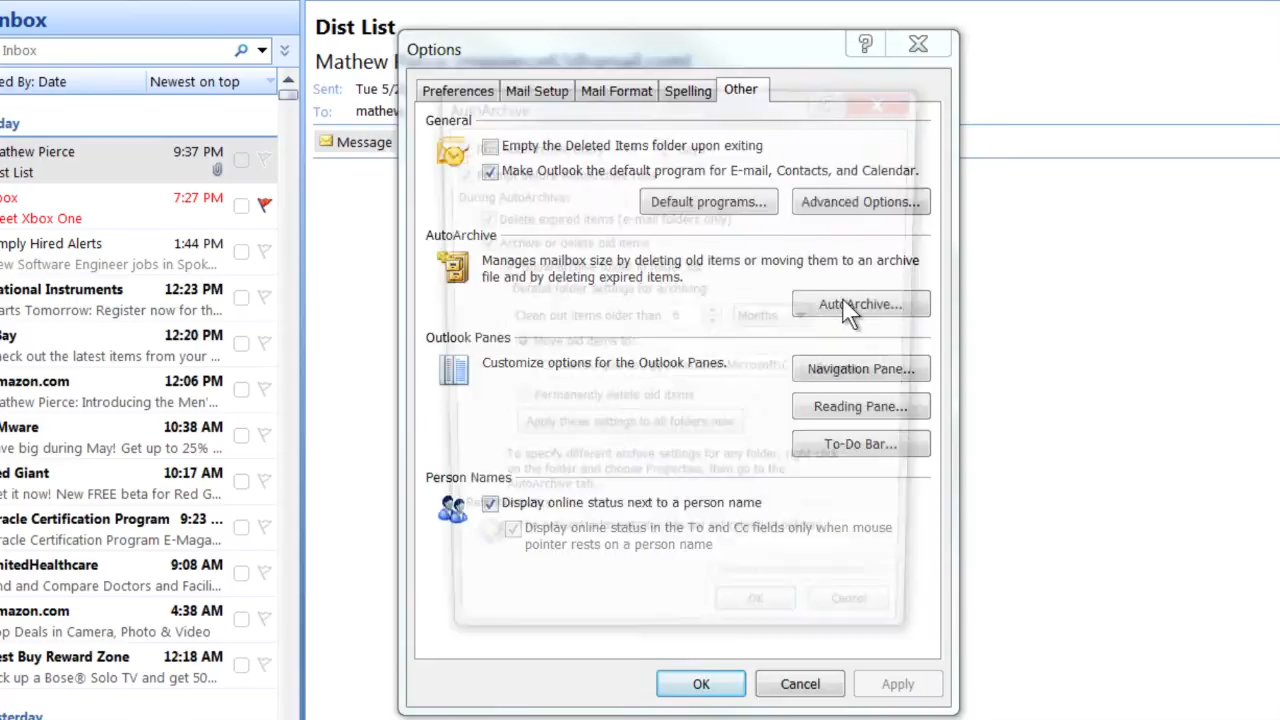 nbox
Inbox
ed By: Date
Newest on top
day
athew Pierce
9:37 PM
st List
box
7:27 PM
eet Xbox One
mply Hired Alerts
1:44 PM
ew Software Engineer jobs in Spok...
ational Instruments
12:23 PM
tarts Tomorrow: Register now for th...
Bay
12:20 PM
heck out the latest items from your ...
mazon.com
12:06 PM
athew Pierce: Introducing the Men'...
Mware
10:38 AM
ve big during May! Get up to 25% ...
ed Giant
10:17 AM
et it now! New FREE beta for Red G...
racle Certification Program
9:23 ...
racle Certification Program E-Maga...
nitedHealthcare
9:08 AM
nd and Compare Doctors and Facili...
mazon.com
4:38 AM
op Deals in Camera, Photo & Video
est Buy Reward Zone
12:18 AM
ck up a Bose® Solo TV and get 50...
esterday
Dist List
Mathew
Sent: Tue 5/2
To: mathew
Message
Options
Preferences
Mail Setup
Mail Format
Spelling
Other
General
Empty the Deleted Items folder upon exiting
Make Outlook the default program for E-mail, Contacts, and Calendar.
Default programs...
Advanced Options...
AutoArchive
Manages mailbox size by deleting old items or moving them to an archive
file and by deleting expired items.
AutoArchive...
Outlook Panes
Customize options for the Outlook Panes.
Navigation Pane...
Reading Pane...
To-Do Bar...
Person Names
Display online status next to a person name
Display online status in the To and Cc fields only when mouse
pointer rests on a person name
OK
Cancel
Apply
AutoArchive
During AutoArchive:
Delete expired items (e-mail folders only)
Archive or delete old items
Default folder settings for archiving
Clean out items older than 6 Months
Move old items to:
Permanently delete old items
Apply these settings to all folders now
To specify different archive settings for any folder, right-click
on the folder and choose Properties, then go to the
AutoArchive tab.
OK
Cancel